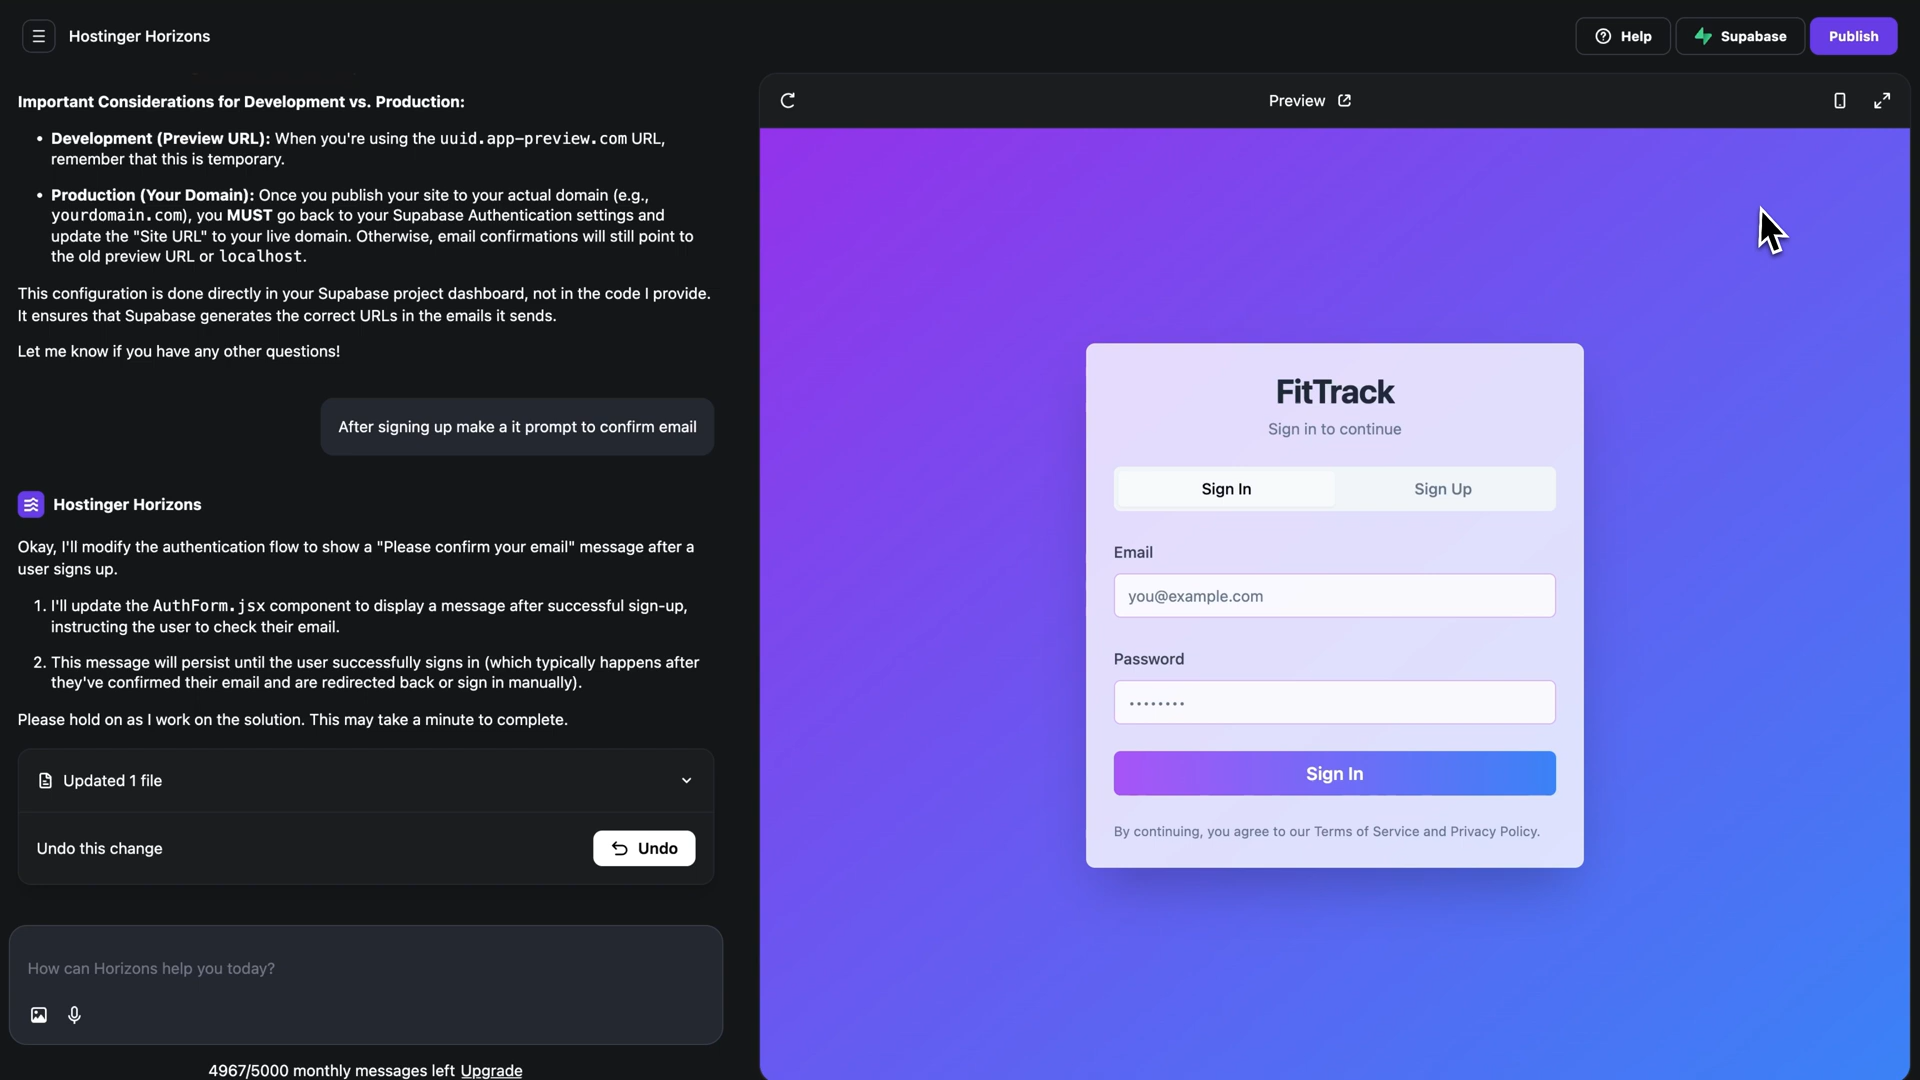 Hostinger Horizons
Help
Supabase
Publish
Important Considerations for Development vs. Production:
• Development (Preview URL): When you're using the uuid.app-preview.com URL,
remember that this is temporary.
• Production (Your Domain): Once you publish your site to your actual domain (e.g.,
yourdomain.com), you MUST go back to your Supabase Authentication settings and
update the "Site URL" to your live domain. Otherwise, email confirmations will still point to
the old preview URL or localhost.
This configuration is done directly in your Supabase project dashboard, not in the code I provide.
It ensures that Supabase generates the correct URLs in the emails it sends.
Let me know if you have any other questions!
After signing up make a it prompt to confirm email
Hostinger Horizons
Okay, I'll modify the authentication flow to show a "Please confirm your email" message after a
user signs up.
1. I'll update the AuthForm.jsx component to display a message after successful sign-up,
instructing the user to check their email.
2. This message will persist until the user successfully signs in (which typically happens after
they've confirmed their email and are redirected back or sign in manually).
Please hold on as I work on the solution. This may take a minute to complete.
Updated 1 file
Undo this change
Undo
How can Horizons help you today?
4967/5000 monthly messages left Upgrade
Preview
FitTrack
Sign in to continue
Sign In
Sign Up
Email
you@example.com
Password
••••••••
Sign In
By continuing, you agree to our Terms of Service and Privacy Policy.